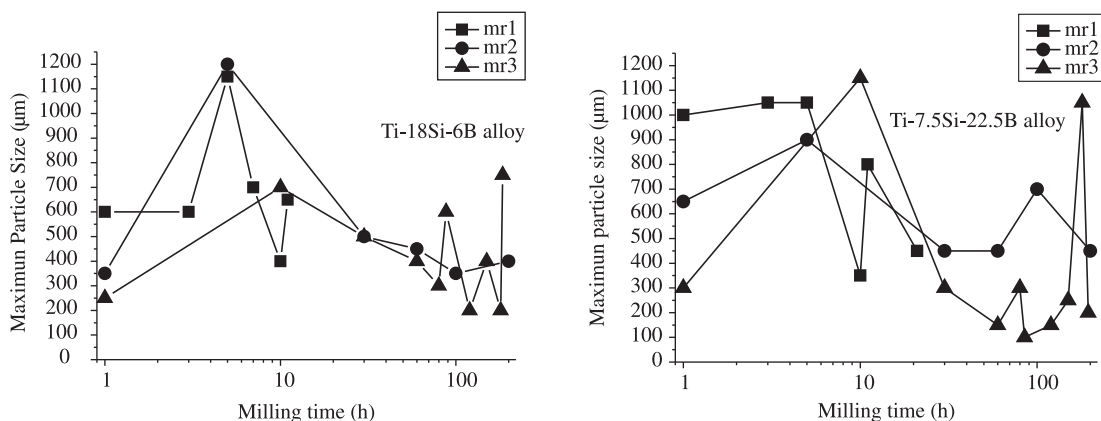 mr1
mr2
mr3
1200
1100
1000
900
800
700
600
500
400
300
200
100
0
Maximun Particle Size (μm)
Ti-18Si-6B alloy
1
10
100
Milling time (h)
mr1
mr2
mr3
1200
1100
1000
900
800
700
600
500
400
300
200
100
0
Maximun particle size (μm)
Ti-7.5Si-22.5B alloy
1
10
100
Milling time (h)